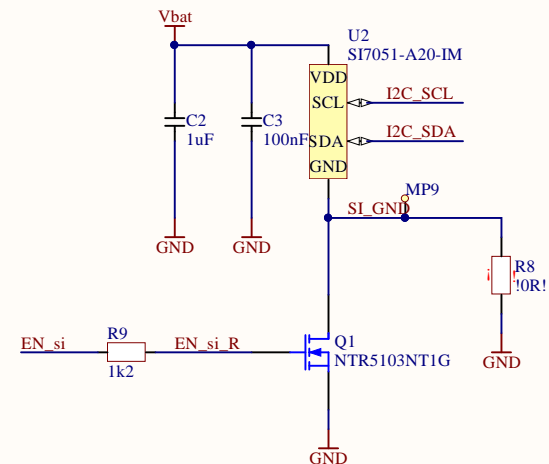 Vbat
U2
SI7051-A20-IM
VDD
SCL
I2C_SCL
C2
1uF
C3
100nF
SDA
I2C_SDA
GND
MP9
SI_GND
GND
GND
R8
!0R!
R9
EN_si
EN_si_R
Q1
NTR5103NT1G
1k2
GND
GND